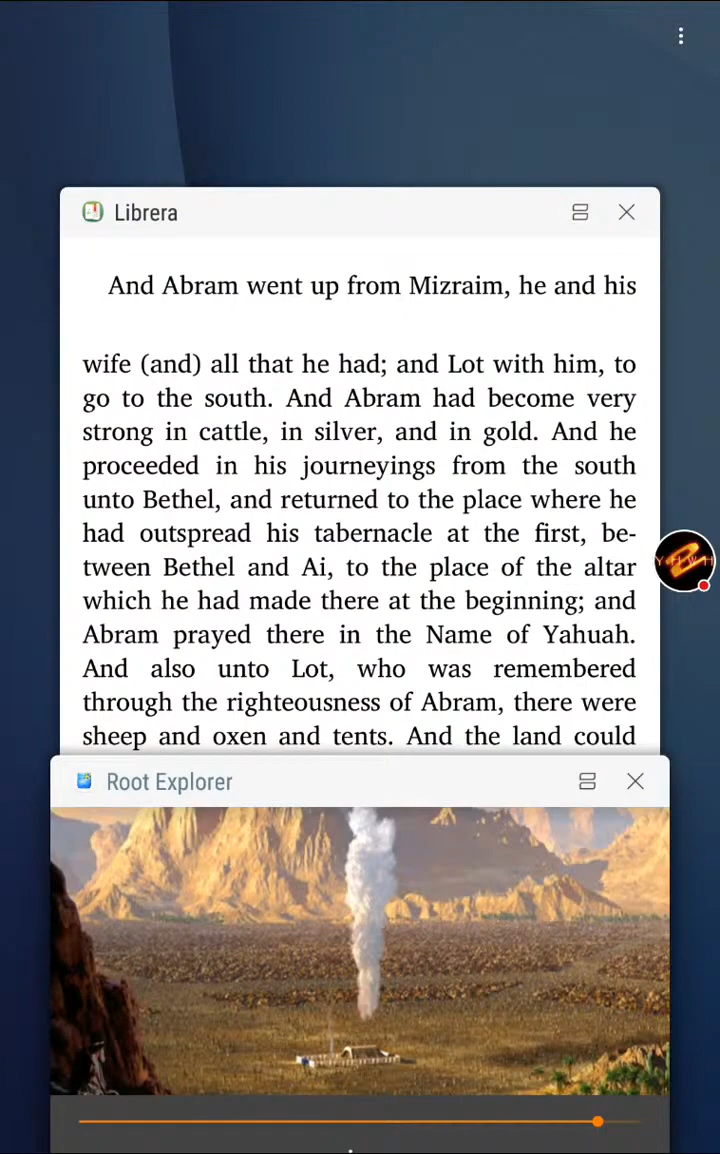 Librera
And Abram went up from Mizraim, he and his
wife (and) all that he had; and Lot with him, to
go to the south. And Abram had become very
strong in cattle, in silver, and in gold. And he
proceeded in his journeyings from the south
unto Bethel, and returned to the place where he
had outspread his tabernacle at the first, be-
tween Bethel and Ai, to the place of the altar
which he had made there at the beginning; and
Abram prayed there in the Name of Yahuah.
And also unto Lot, who was remembered
through the righteousness of Abram, there were
sheep and oxen and tents. And the land could
YHWH
Root Explorer